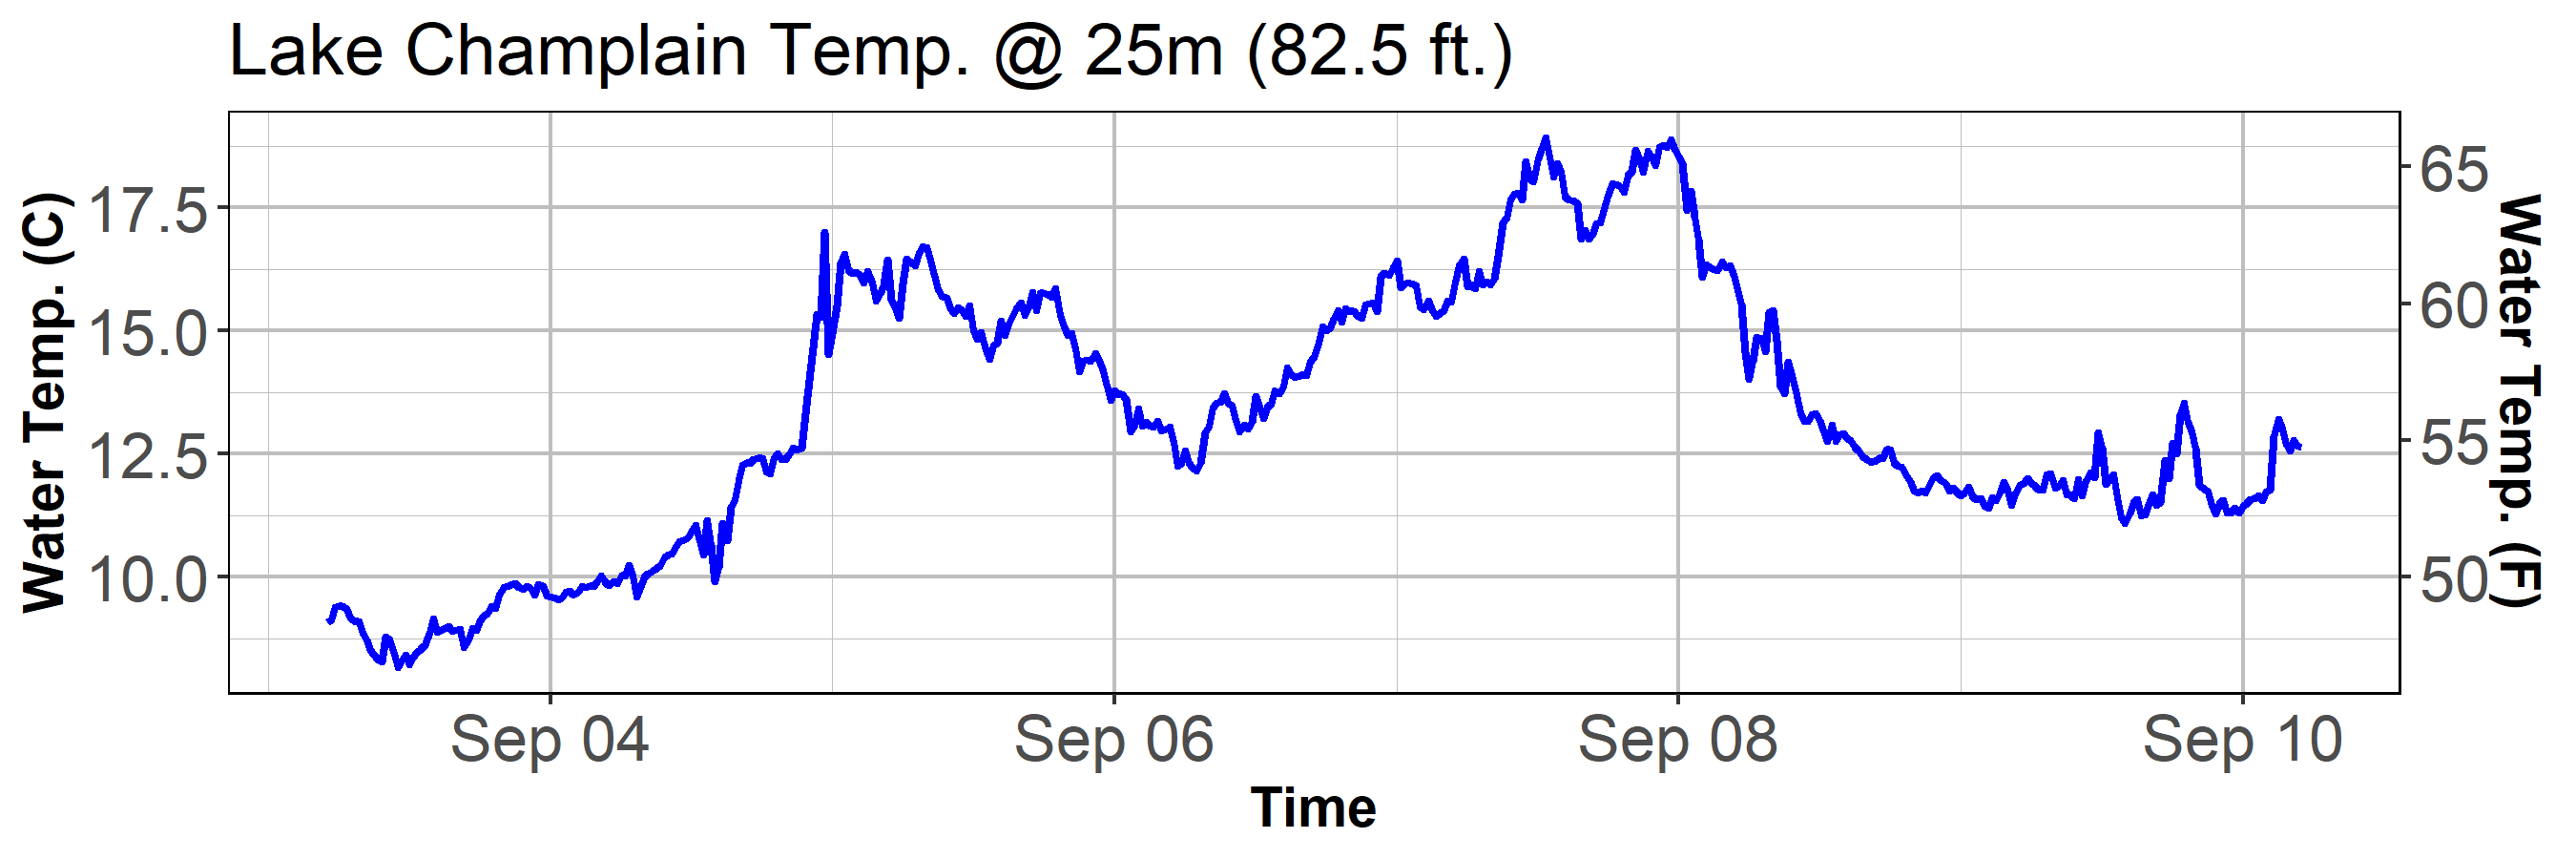 Lake Champlain Temp. @ 25m (82.5 ft.)
Water Temp. (C)
17.5
15.0
12.5
10.0
65
60
55
50
Water Temp. (F)
Sep 04
Sep 06
Sep 08
Sep 10
Time